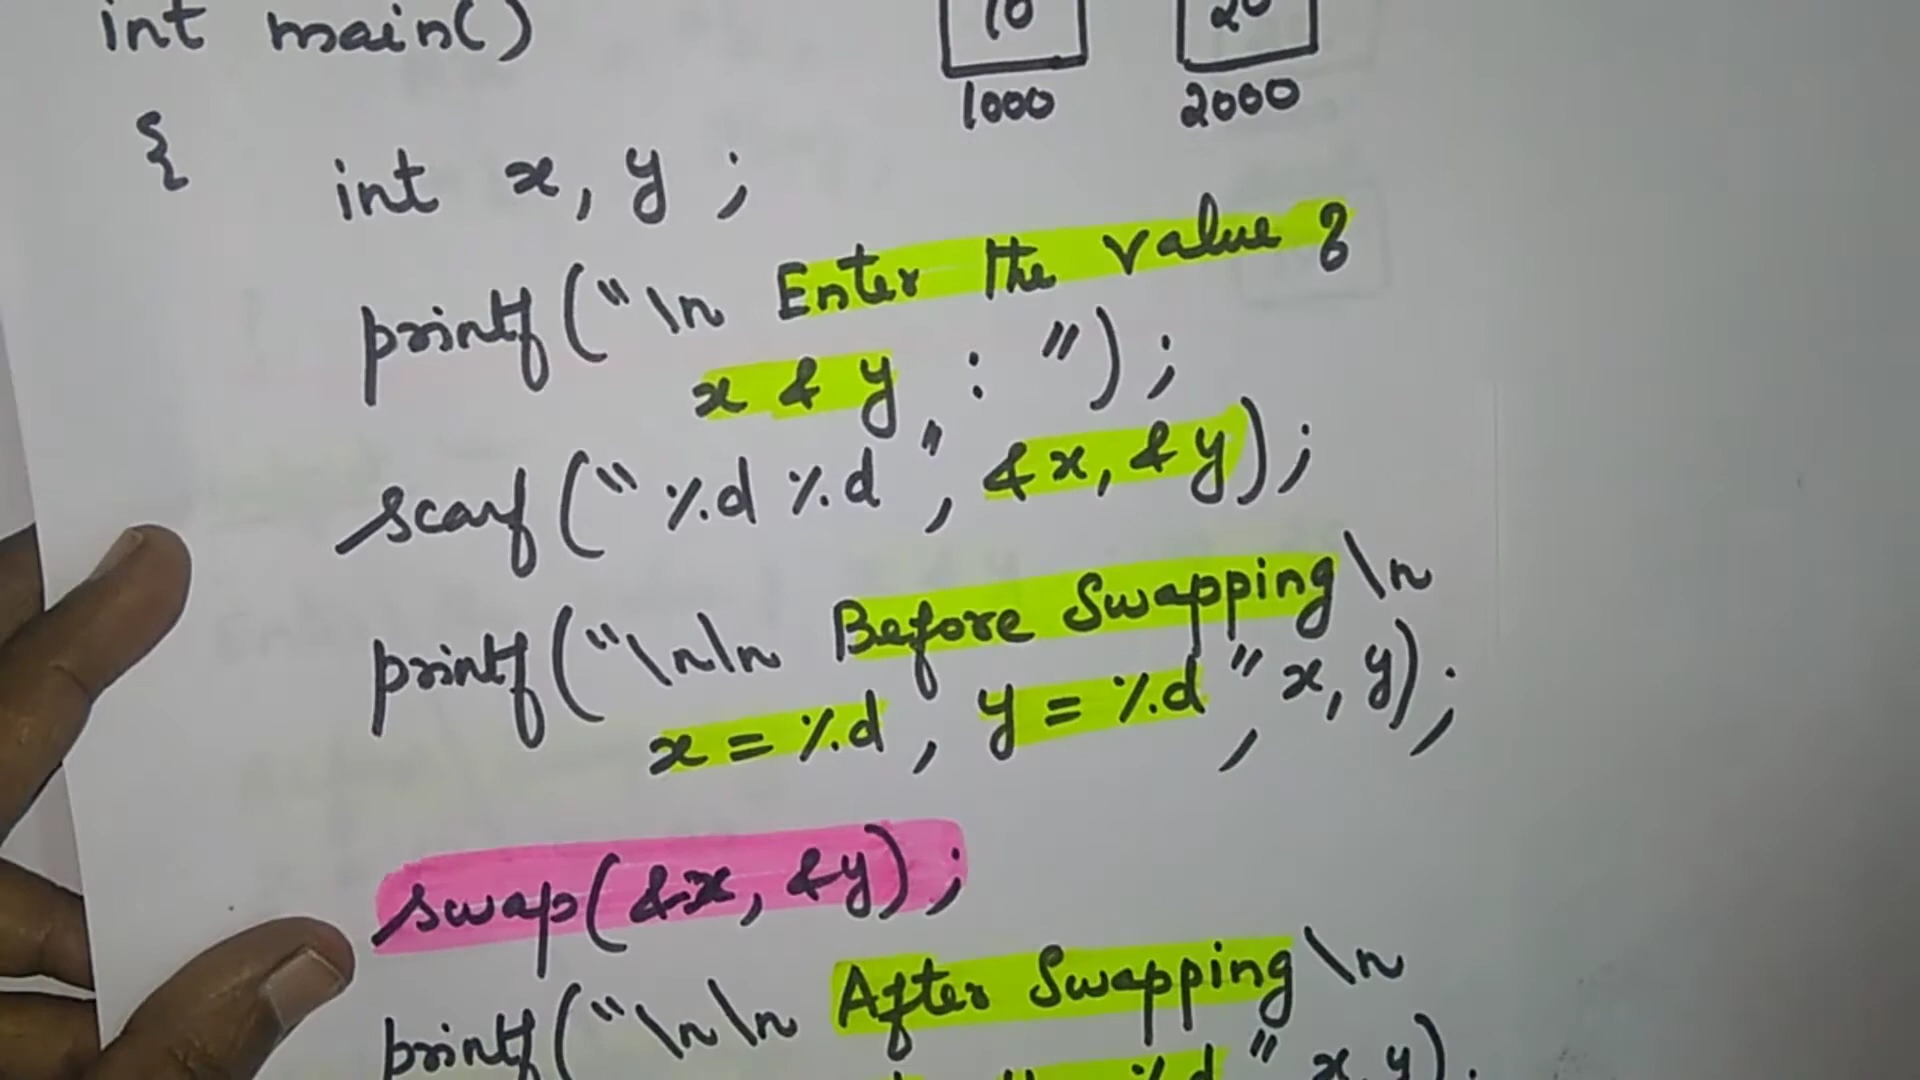 int main()
10 20
1000 2000
{
int x, y ;
printf("\n Enter the value of
x & y : ");
scanf("%d %d", &x, &y);
printf("\n\n Before Swapping \n
x = %d , y = %d", x, y);
swap(&x, &y);
printf("\n\n After Swapping \n
%d", x, y);